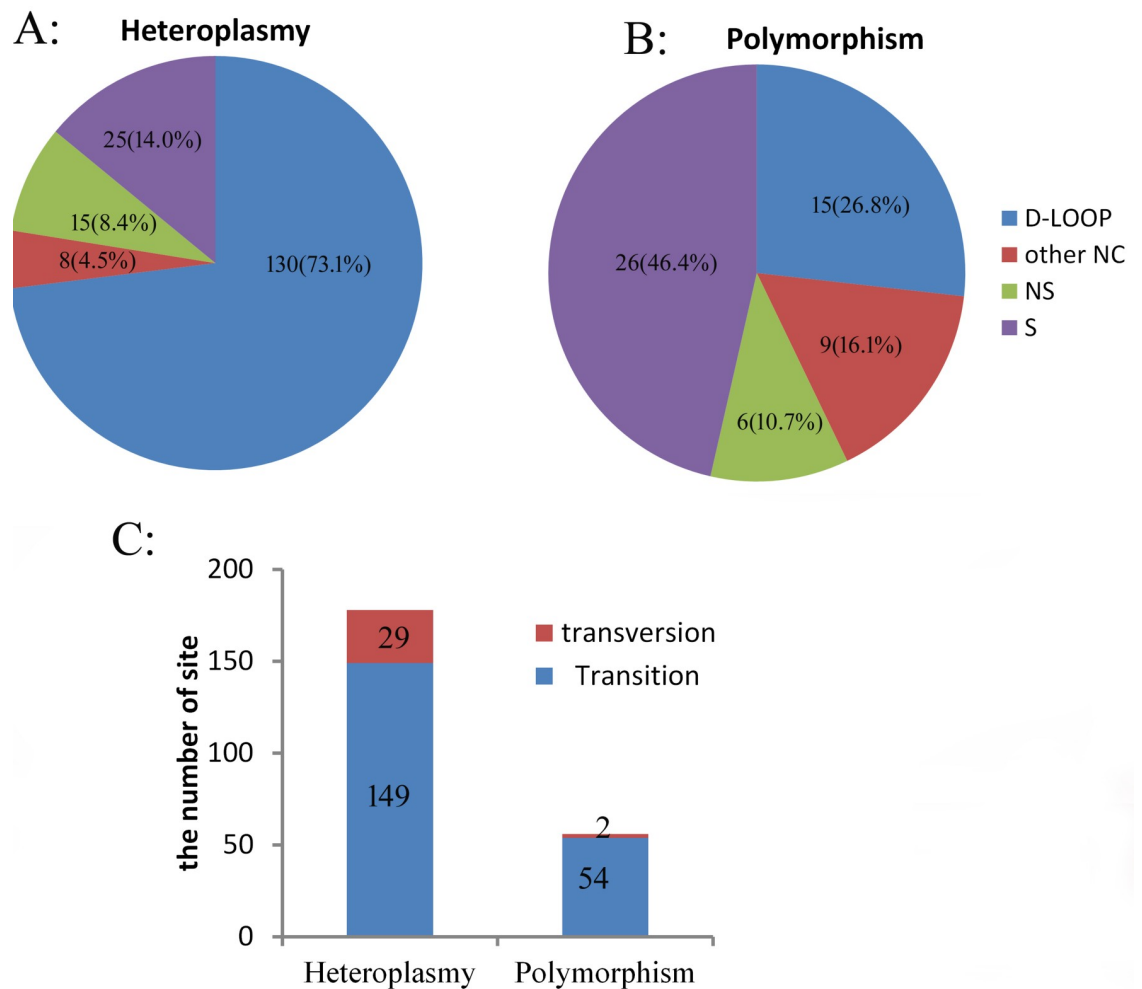 A:
Heteroplasmy
25(14.0%)
15(8.4%)
8(4.5%)
130(73.1%)
B:
Polymorphism
15(26.8%)
26(46.4%)
9(16.1%)
6(10.7%)
D-LOOP
other NC
NS
S
C:
the number of site
200
150
100
50
0
29
149
2
54
transversion
Transition
Heteroplasmy
Polymorphism